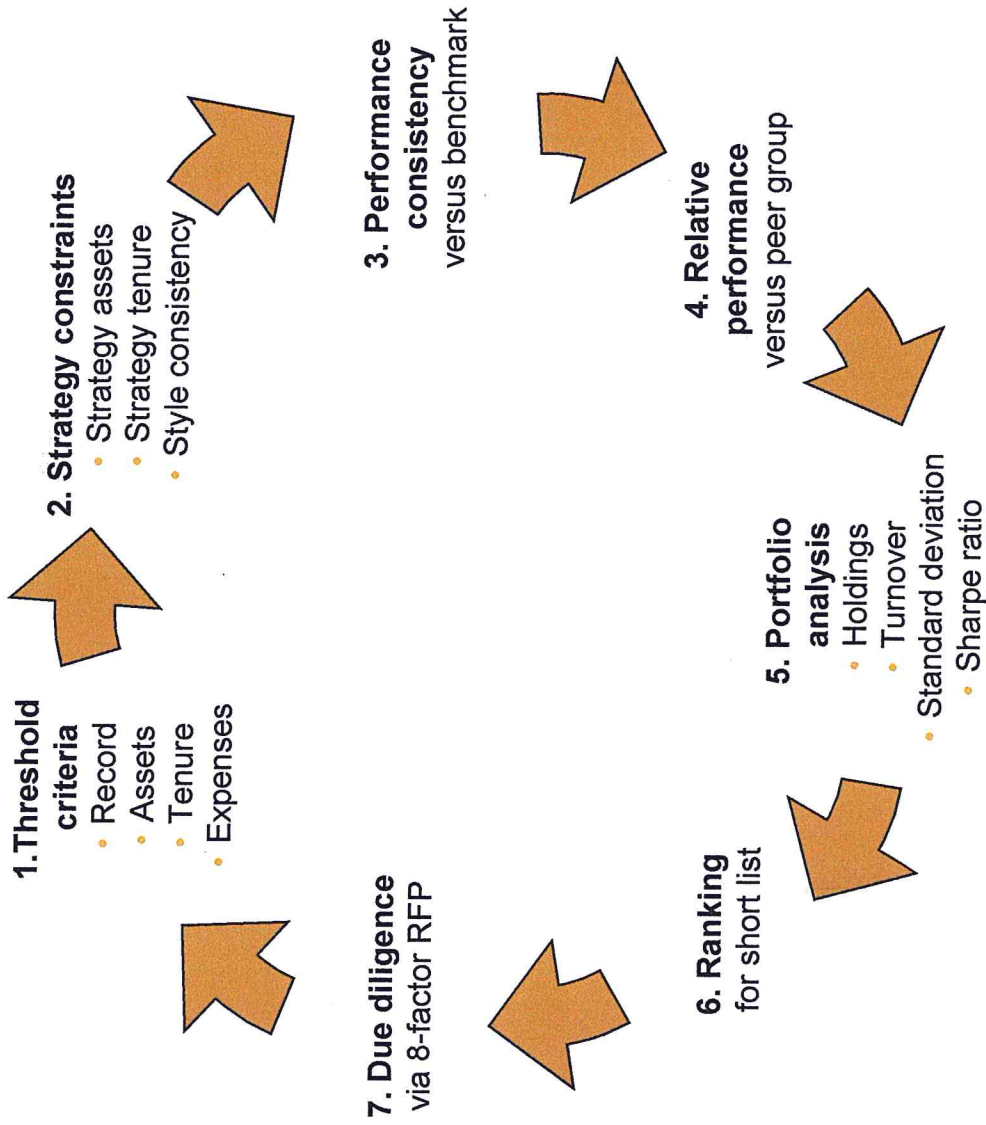 1.Threshold
criteria
• Record
• Assets
• Tenure
• Expenses
2. Strategy constraints
• Strategy assets
• Strategy tenure
• Style consistency
3. Performance
consistency
versus benchmark
4. Relative
performance
versus peer group
5. Portfolio
analysis
• Holdings
• Turnover
• Standard deviation
• Sharpe ratio
6. Ranking
for short list
7. Due diligence
via 8-factor RFP